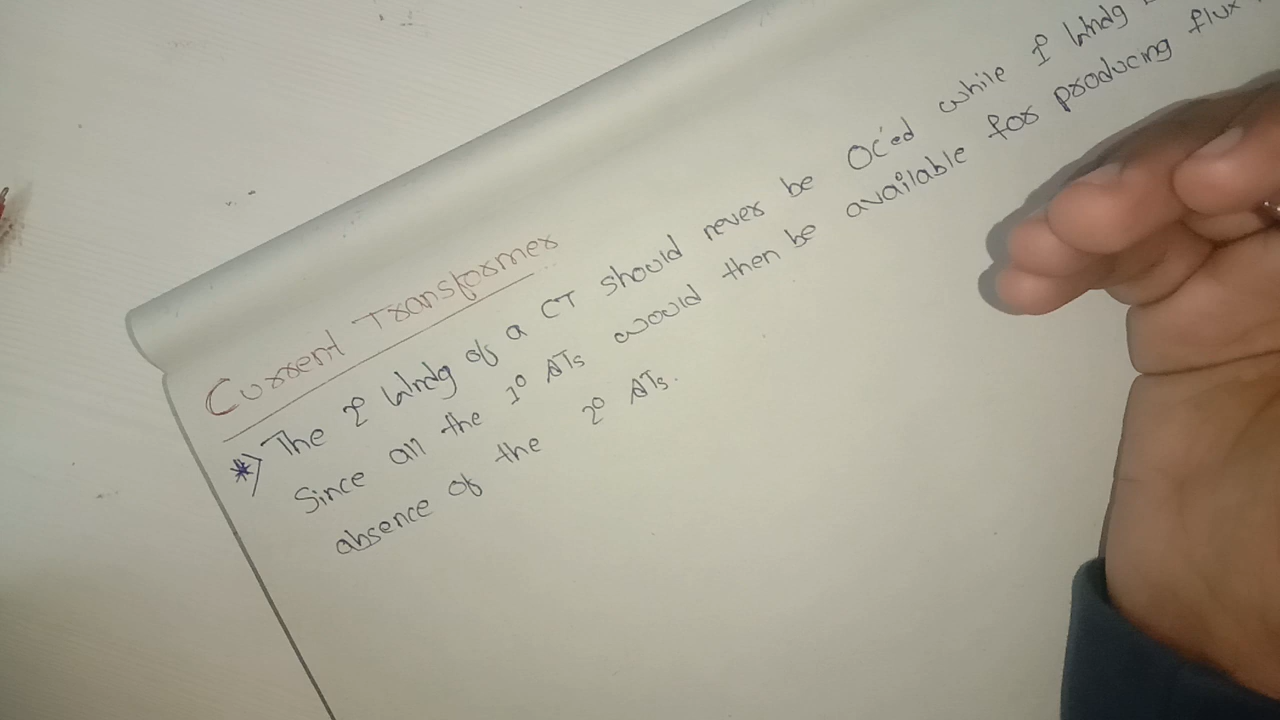 Current Transformer
*) The 2° Wndg of a CT should never be OC'ed while 1° Wndg
Since all the 1° ATs would then be available for producing flux
absence of the 2° ATs.